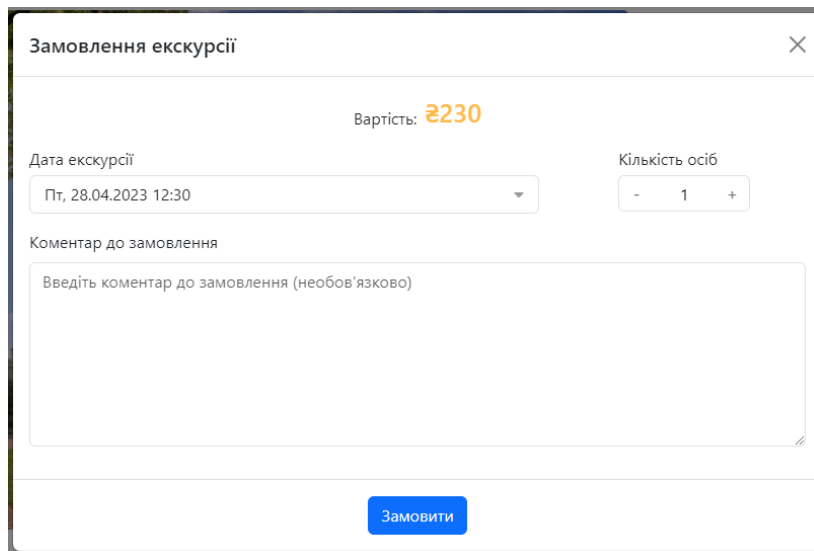 Замовлення екскурсії
Вартість: ₴230
Дата екскурсії
Кількість осіб
Пт, 28.04.2023 12:30
- 1 +
Коментар до замовлення
Введіть коментар до замовлення (необов'язково)
Замовити